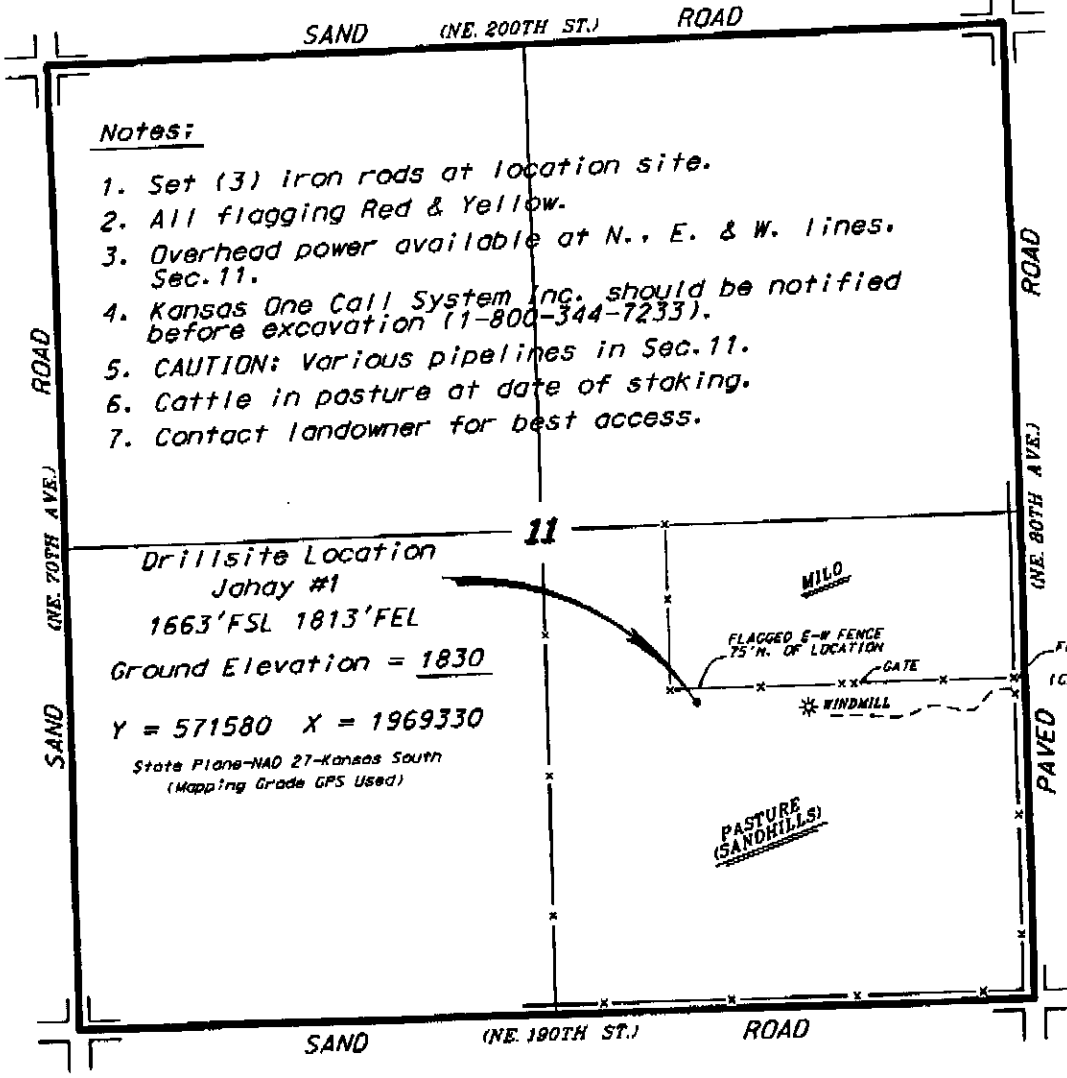 SAND (NE. 200TH ST.) ROAD
Notes:
1. Set (3) iron rods at location site.
2. All flagging Red & Yellow.
3. Overhead power available at N., E. & W. lines.
Sec. 11.
4. Kansas One Call System Inc. should be notified
before excavation (1-800-344-7233).
5. CAUTION: Various pipelines in Sec. 11.
6. Cattle in pasture at date of staking.
7. Contact landowner for best access.
ROAD
(NE. 70TH AVE.)
SAND
ROAD
(NE. 80TH AVE.)
PAVED
11
Drillsite Location
Jahay #1
1663'FSL 1813'FEL
Ground Elevation = 1830
Y = 571580 X = 1969330
State Plane-NAD 27-Kansas South
(Mapping Grade GPS Used)
MILO
FLAGGED E-W FENCE
75'N. OF LOCATION
GATE
WINDMILL
PASTURE
(SANDHILLS)
SAND (NE. 190TH ST.) ROAD